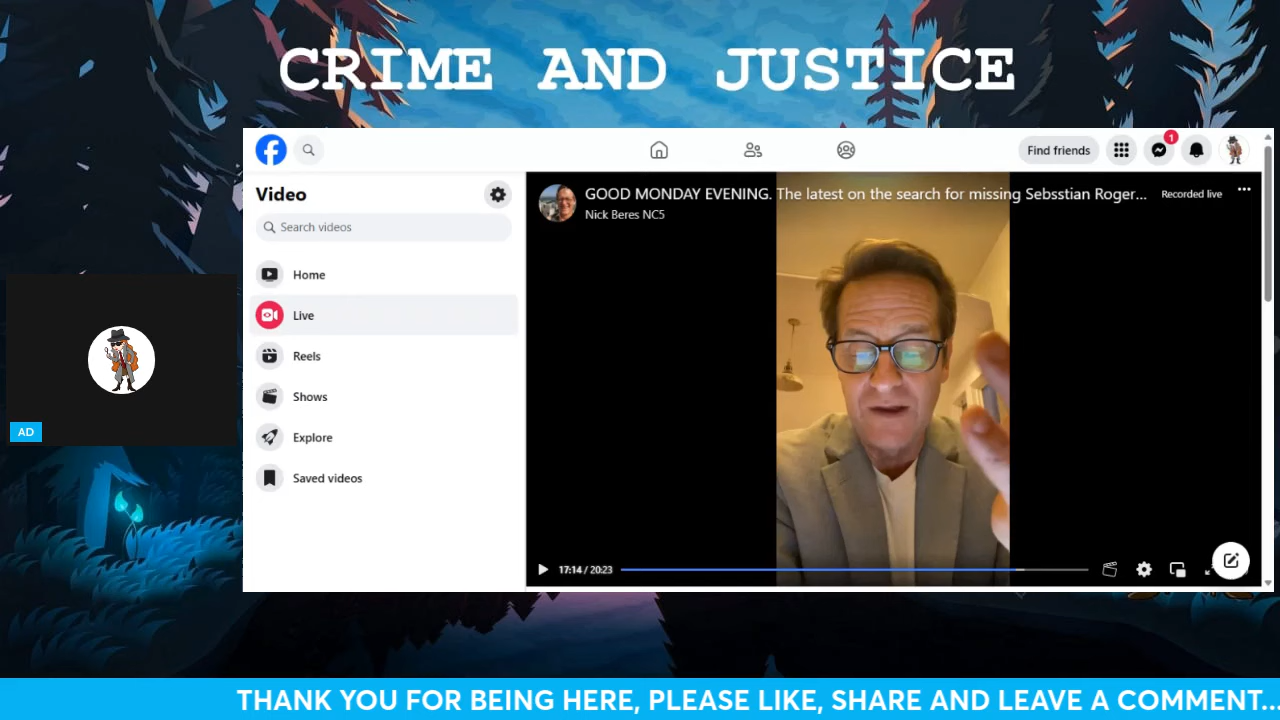 CRIME AND JUSTICE
Find friends
1
Video
Search videos
Home
Live
Reels
Shows
Explore
Saved videos
GOOD MONDAY EVENING. The latest on the search for missing Sebsstian Roger...
Recorded live
Nick Beres NC5
17:14 / 20:23
AD
THANK YOU FOR BEING HERE, PLEASE LIKE, SHARE AND LEAVE A COMMENT...